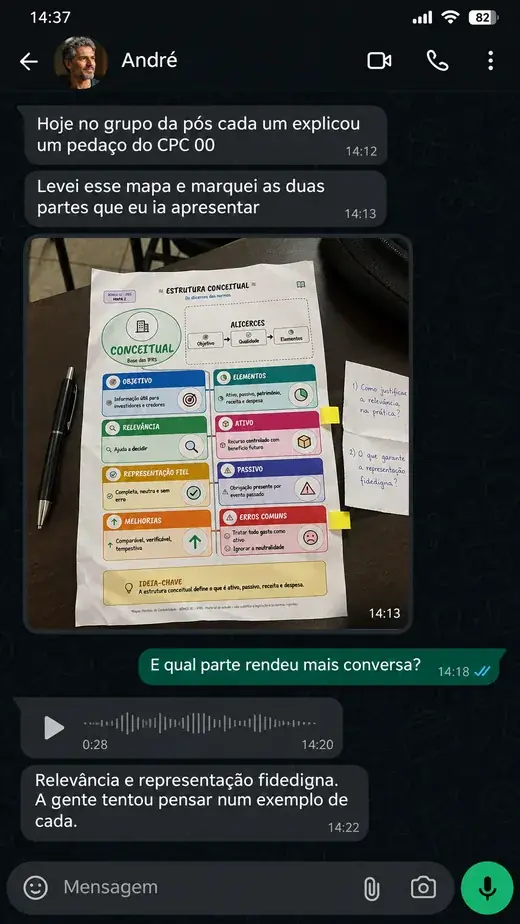 14:37
82
André
Hoje no grupo da pós cada um explicou
um pedaço do CPC 00
14:12
Levei esse mapa e marquei as duas
partes que eu ia apresentar
14:13
ESTRUTURA CONCEITUAL
Os alicerces das normas
MAPA 2
CONCEITUAL
Base das IFRS
ALICERCES
Objetivo
Qualidade
Elementos
OBJETIVO
Informação útil para
investidores e credores
ELEMENTOS
Ativo, passivo, patrimônio,
receita e despesa
RELEVÂNCIA
Ajuda a decidir
ATIVO
Recurso controlado com
benefício futuro
REPRESENTAÇÃO FIEL
Completa, neutra e sem
erro
PASSIVO
Obrigação presente por
evento passado
MELHORIAS
Comparável, verificável,
tempestivo
ERROS COMUNS
Tratar todo gasto como
ativo
Ignorar a neutralidade
IDEIA-CHAVE
A estrutura conceitual define o que é ativo, passivo, receita e despesa.
1) Como justificar
a relevância
na prática?
2) O que garante
a representação
fidedigna?
14:13
E qual parte rendeu mais conversa?
14:18
0:28
14:20
Relevância e representação fidedigna.
A gente tentou pensar num exemplo de
cada.
14:22
Mensagem